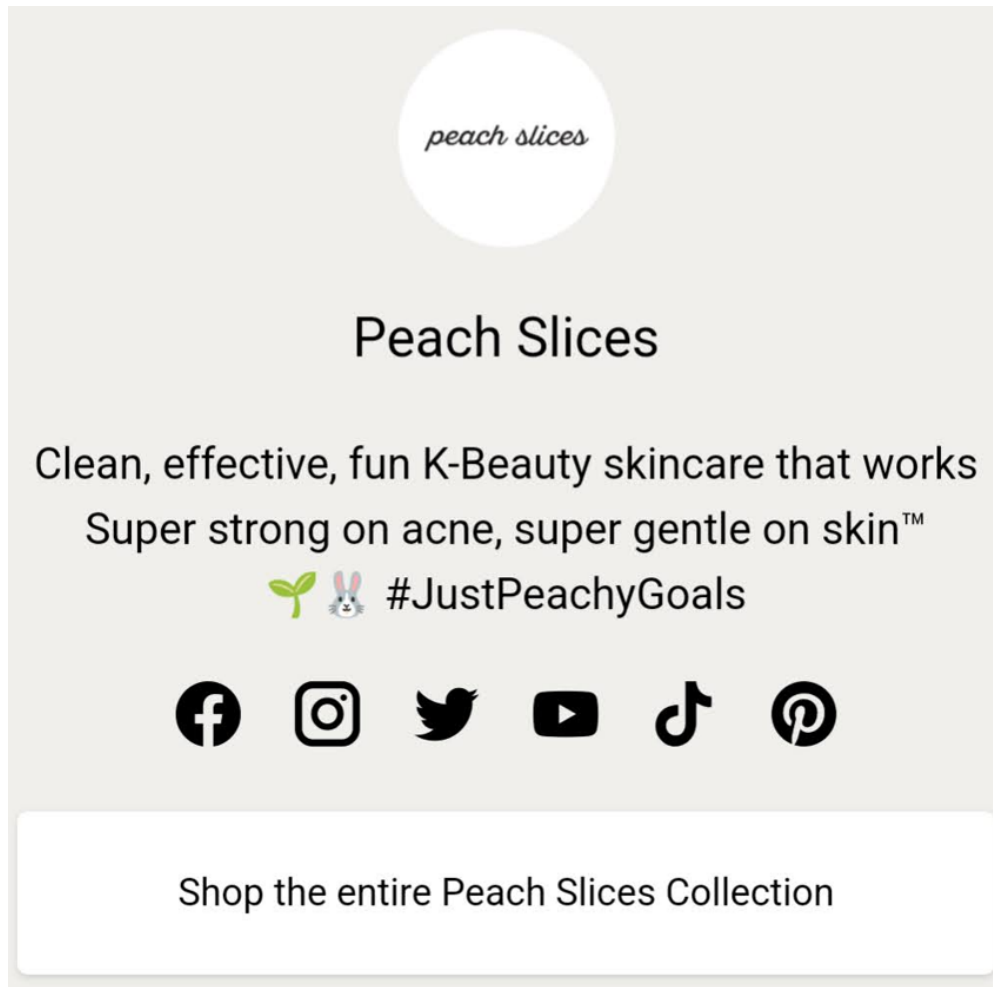 peach slices
Peach Slices
Clean, effective, fun K-Beauty skincare that works
Super strong on acne, super gentle on skin™
🌱🐰 #JustPeachyGoals
Shop the entire Peach Slices Collection